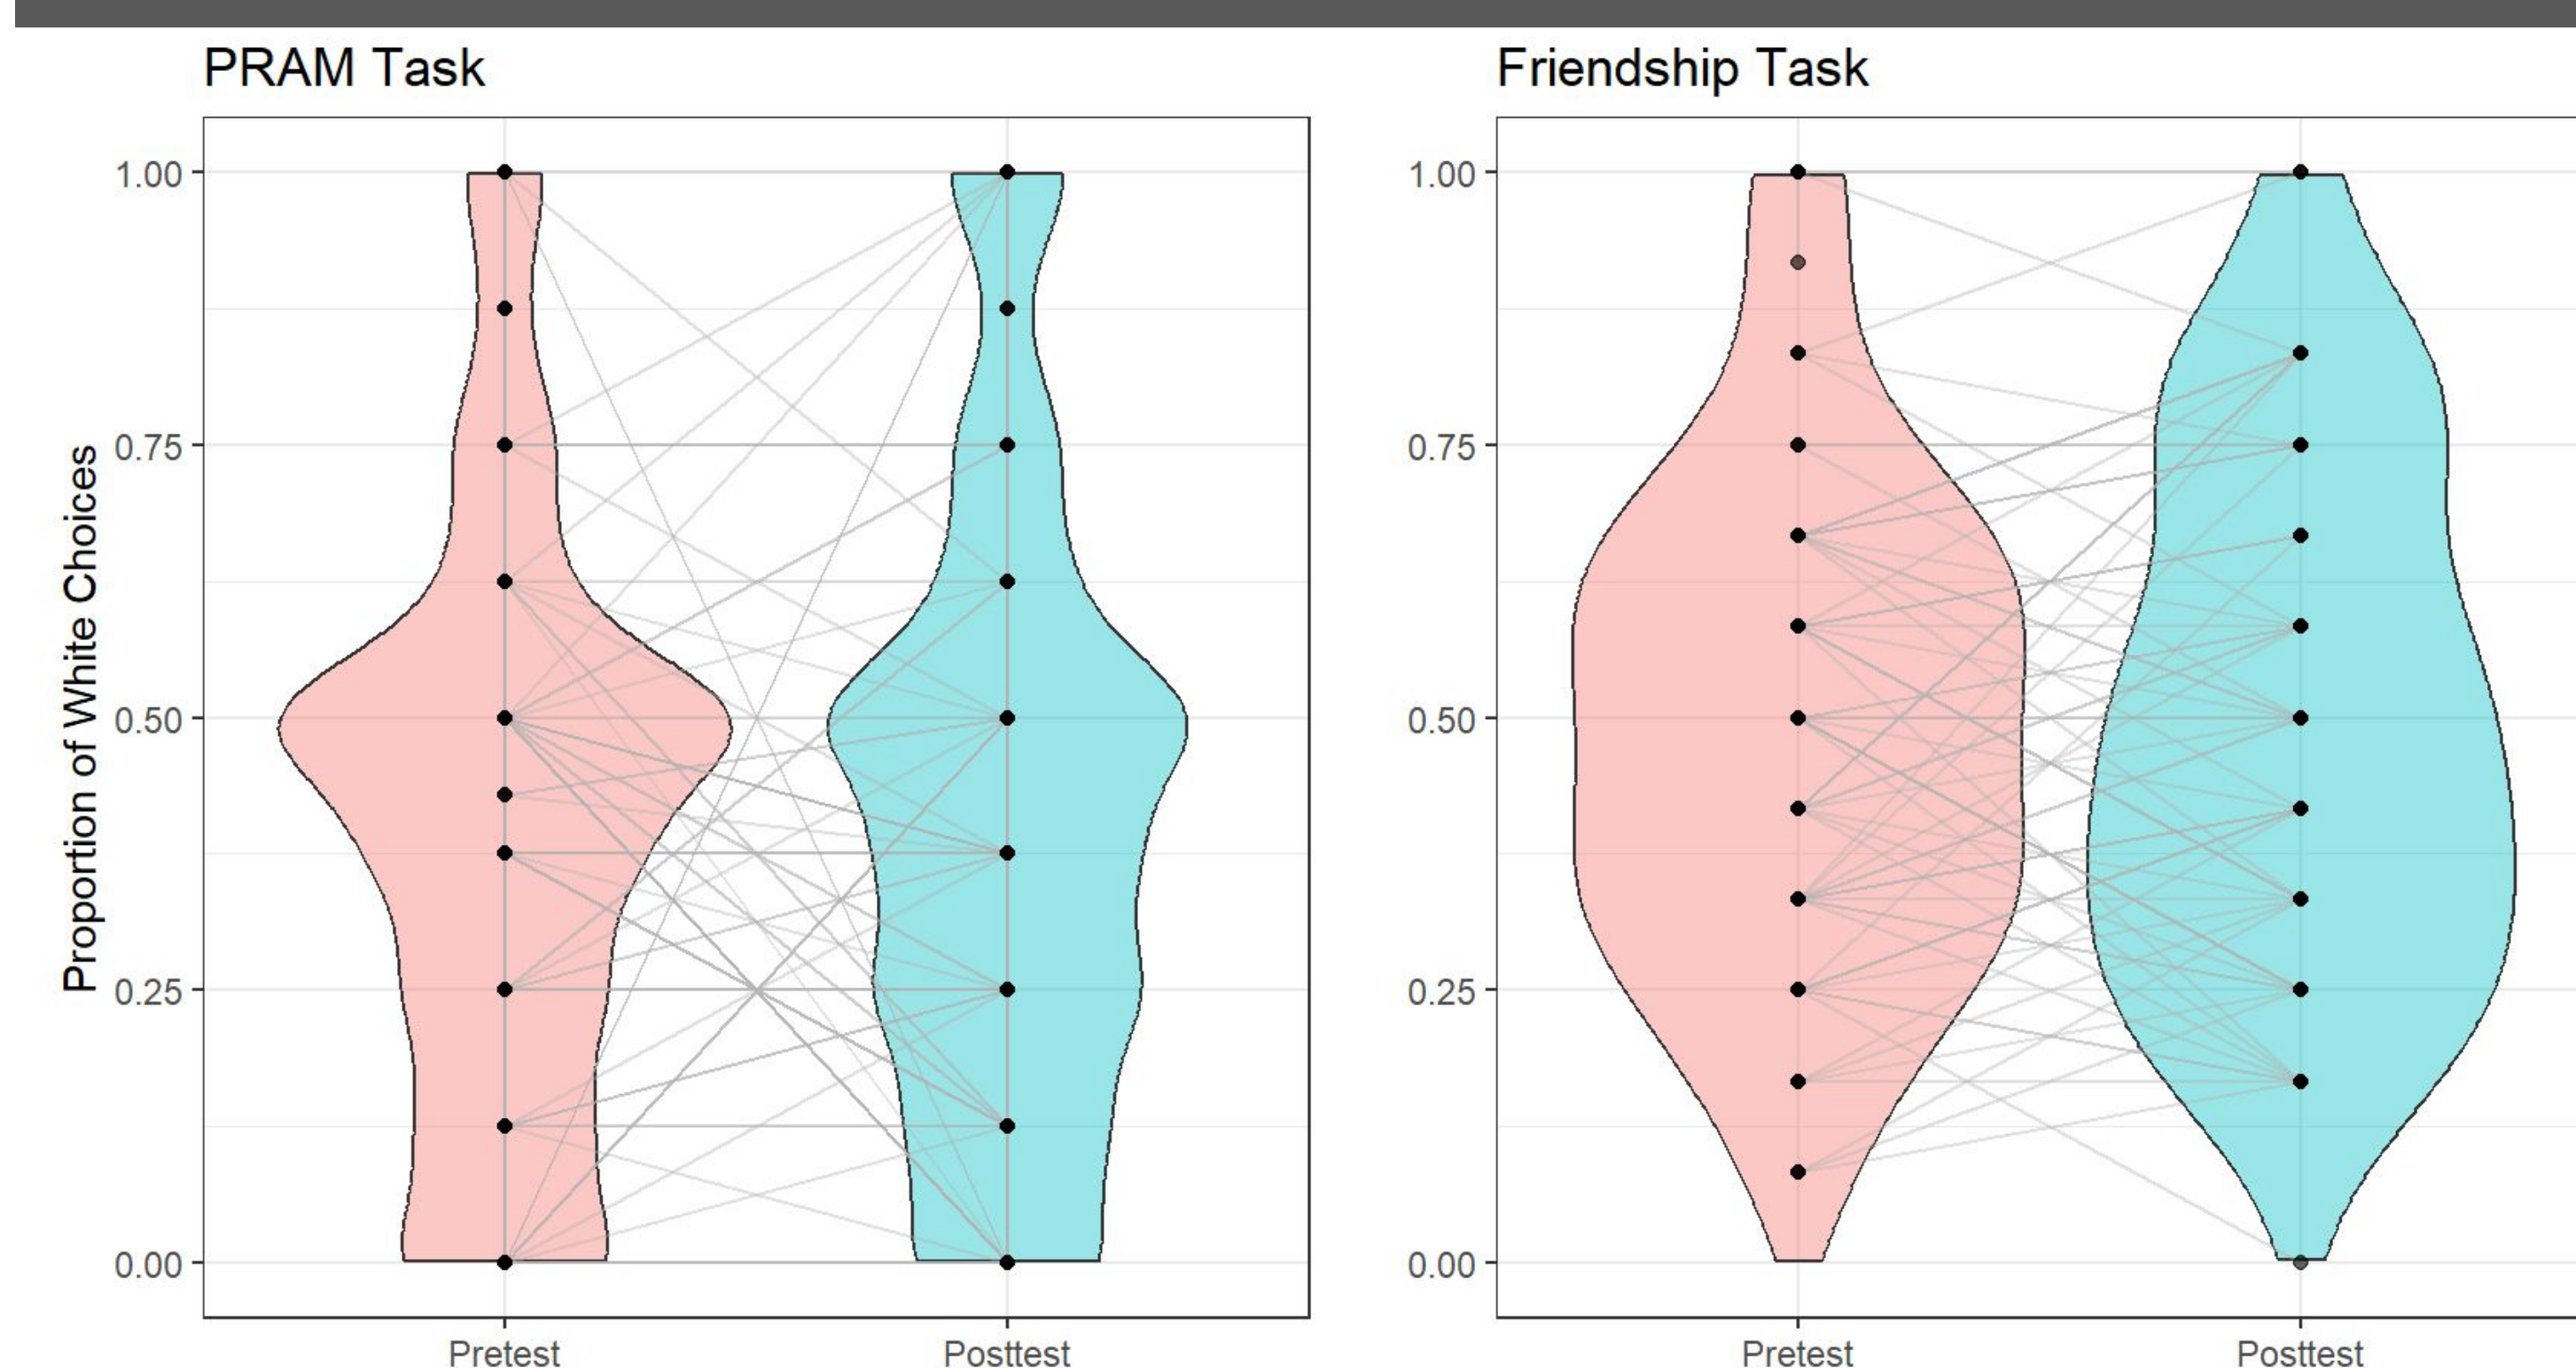 PRAM Task
Friendship Task
Proportion of White Choices
1.00
0.75
0.50
0.25
0.00
1.00
0.75
0.50
0.25
0.00
Pretest
Posttest
Pretest
Posttest